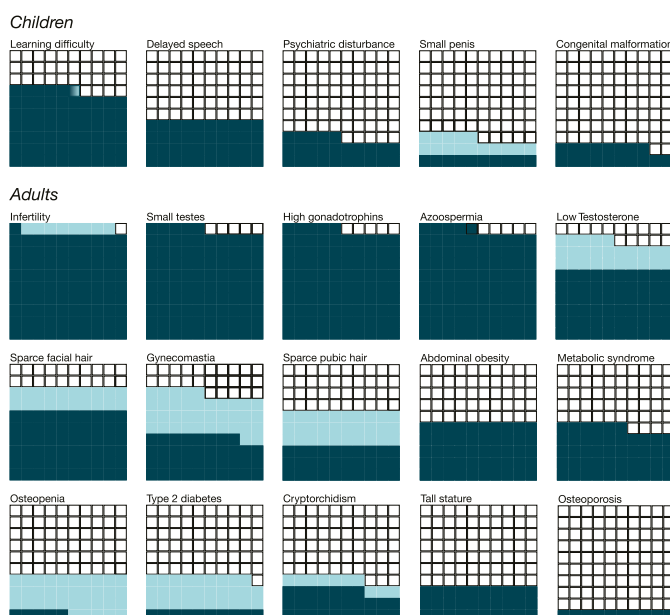 Children
Learning difficulty
Delayed speech
Psychiatric disturbance
Small penis
Congenital malformation
Adults
Infertility
Small testes
High gonadotrophins
Azoospermia
Low Testosterone
Sparce facial hair
Gynecomastia
Sparce pubic hair
Abdominal obesity
Metabolic syndrome
Osteopenia
Type 2 diabetes
Cryptorchidism
Tall stature
Osteoporosis